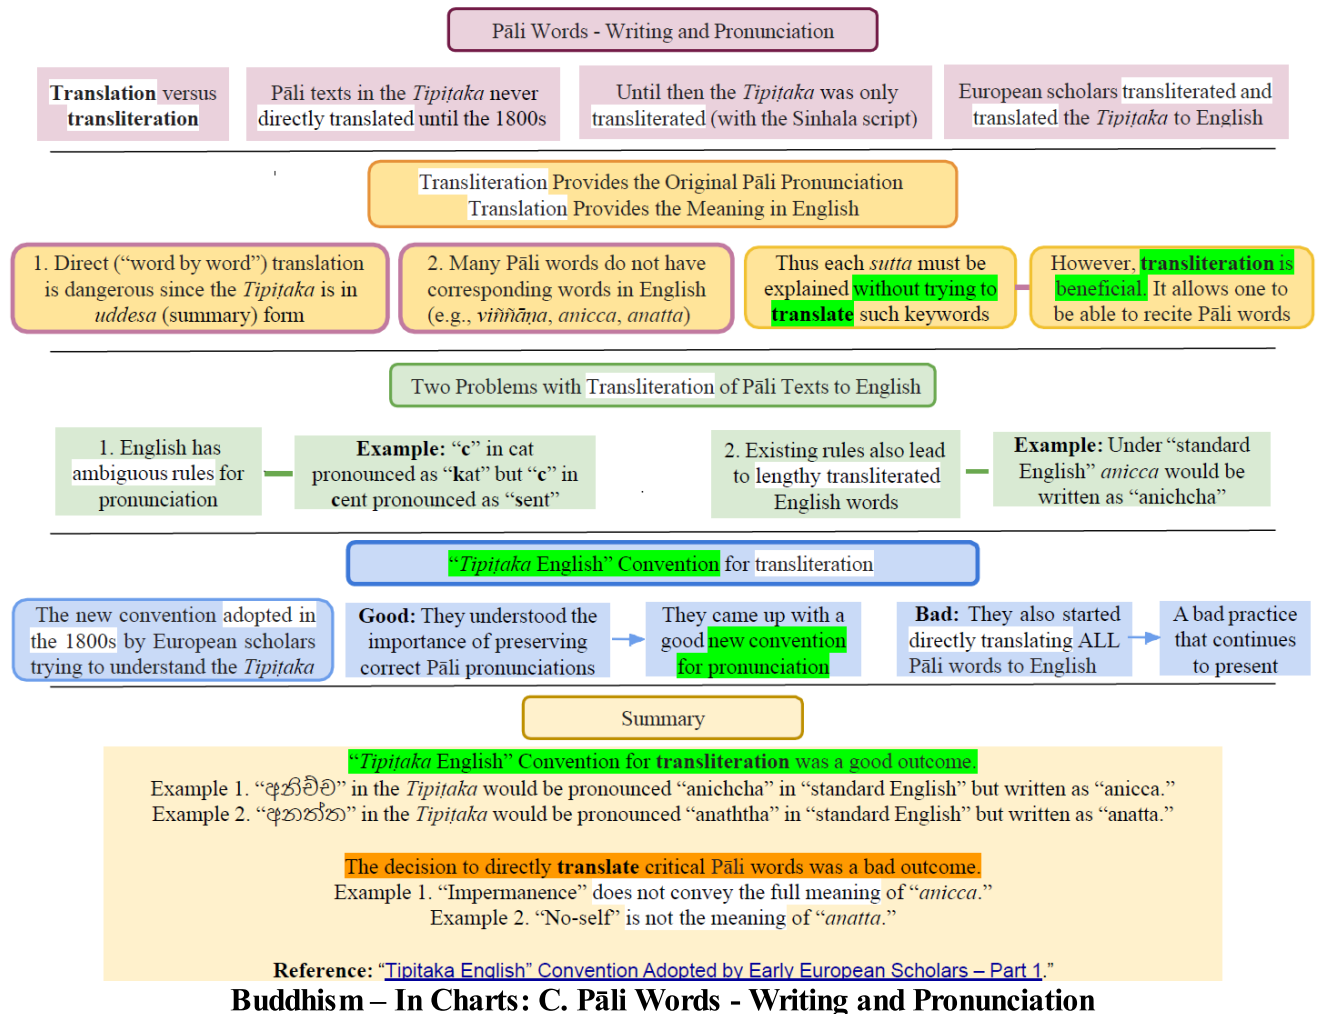 Pāli Words - Writing and Pronunciation
Translation versus
transliteration
Pāli texts in the Tipiṭaka never
directly translated until the 1800s
Until then the Tipiṭaka was only
transliterated (with the Sinhala script)
European scholars transliterated and
translated the Tipiṭaka to English
Transliteration Provides the Original Pāli Pronunciation
Translation Provides the Meaning in English
1. Direct (“word by word”) translation
is dangerous since the Tipiṭaka is in
uddesa (summary) form
2. Many Pāli words do not have
corresponding words in English
(e.g., viññāṇa, anicca, anatta)
Thus each sutta must be
explained without trying to
translate such keywords
However, transliteration is
beneficial. It allows one to
be able to recite Pāli words
Two Problems with Transliteration of Pāli Texts to English
1. English has
ambiguous rules for
pronunciation
Example: “c” in cat
pronounced as “kat” but “c” in
cent pronounced as “sent”
2. Existing rules also lead
to lengthy transliterated
English words
Example: Under “standard
English” anicca would be
written as “anichcha”
“Tipiṭaka English” Convention for transliteration
The new convention adopted in
the 1800s by European scholars
trying to understand the Tipiṭaka
Good: They understood the
importance of preserving
correct Pāli pronunciations
They came up with a
good new convention
for pronunciation
Bad: They also started
directly translating ALL
Pāli words to English
A bad practice
that continues
to present
Summary
“Tipiṭaka English” Convention for transliteration was a good outcome.
Example 1. “අනිච්ච” in the Tipiṭaka would be pronounced “anichcha” in “standard English” but written as “anicca.”
Example 2. “අනත්ත” in the Tipiṭaka would be pronounced “anaththa” in “standard English” but written as “anatta.”
The decision to directly translate critical Pāli words was a bad outcome.
Example 1. “Impermanence” does not convey the full meaning of “anicca.”
Example 2. “No-self” is not the meaning of “anatta.”
Reference: “Tipitaka English” Convention Adopted by Early European Scholars – Part 1.”
Buddhism – In Charts: C. Pāli Words - Writing and Pronunciation